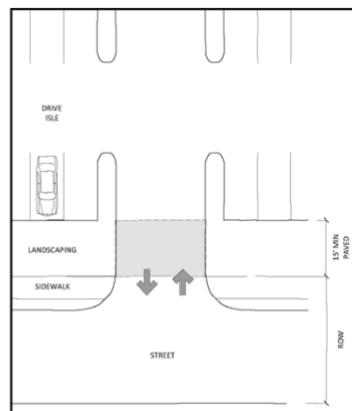 DRIVE
ISLE
LANDSCAPING
15' MIN
PAVED
SIDEWALK
STREET
ROW